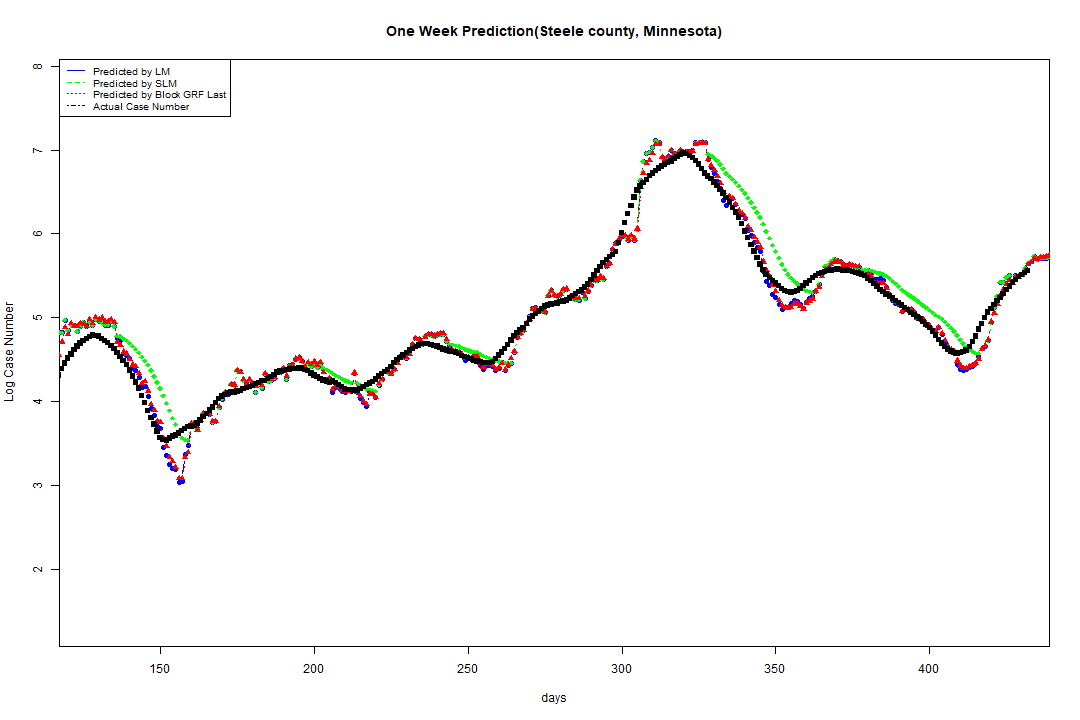 One Week Prediction(Steele county, Minnesota)
Predicted by LM
Predicted by SLM
Predicted by Block GRF Last
Actual Case Number
8
7
6
5
4
3
2
Log Case Number
150 200 250 300 350 400
days